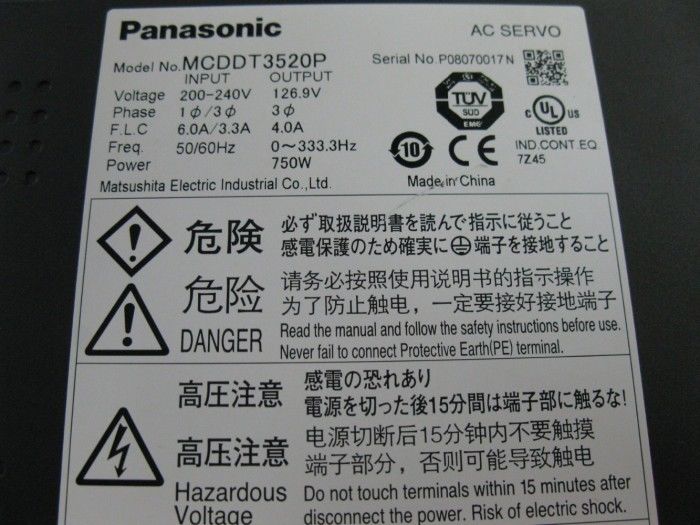 Panasonic
AC SERVO
Model No.MCDDT3520P
Serial No.P08070017N
INPUT OUTPUT
Voltage 200-240V 126.9V
Phase 1φ/3φ 3φ
F.L.C 6.0A/3.3A 4.0A
Freq. 50/60Hz 0~333.3Hz
Power 750W
Matsushita Electric Industrial Co.,Ltd.
TÜV
SUD
EMC
10
CE
Made in China
c UL us
LISTED
IND.CONT.EQ
7Z45
危険
必ず取扱説明書を読んで指示に従うこと
感電保護のため確実に⏚端子を接地すること
危险
请务必按照使用说明书的指示操作
为了防止触电，一定要接好接地端子
DANGER
Read the manual and follow the safety instructions before use.
Never fail to connect Protective Earth(PE) terminal.
高圧注意
感電の恐れあり
電源を切った後15分間は端子部に触るな!
高压注意
电源切断后15分钟内不要触摸
端子部分，否则可能导致触电
Hazardous
Voltage
Do not touch terminals within 15 minutes after
disconnect the power. Risk of electric shock.